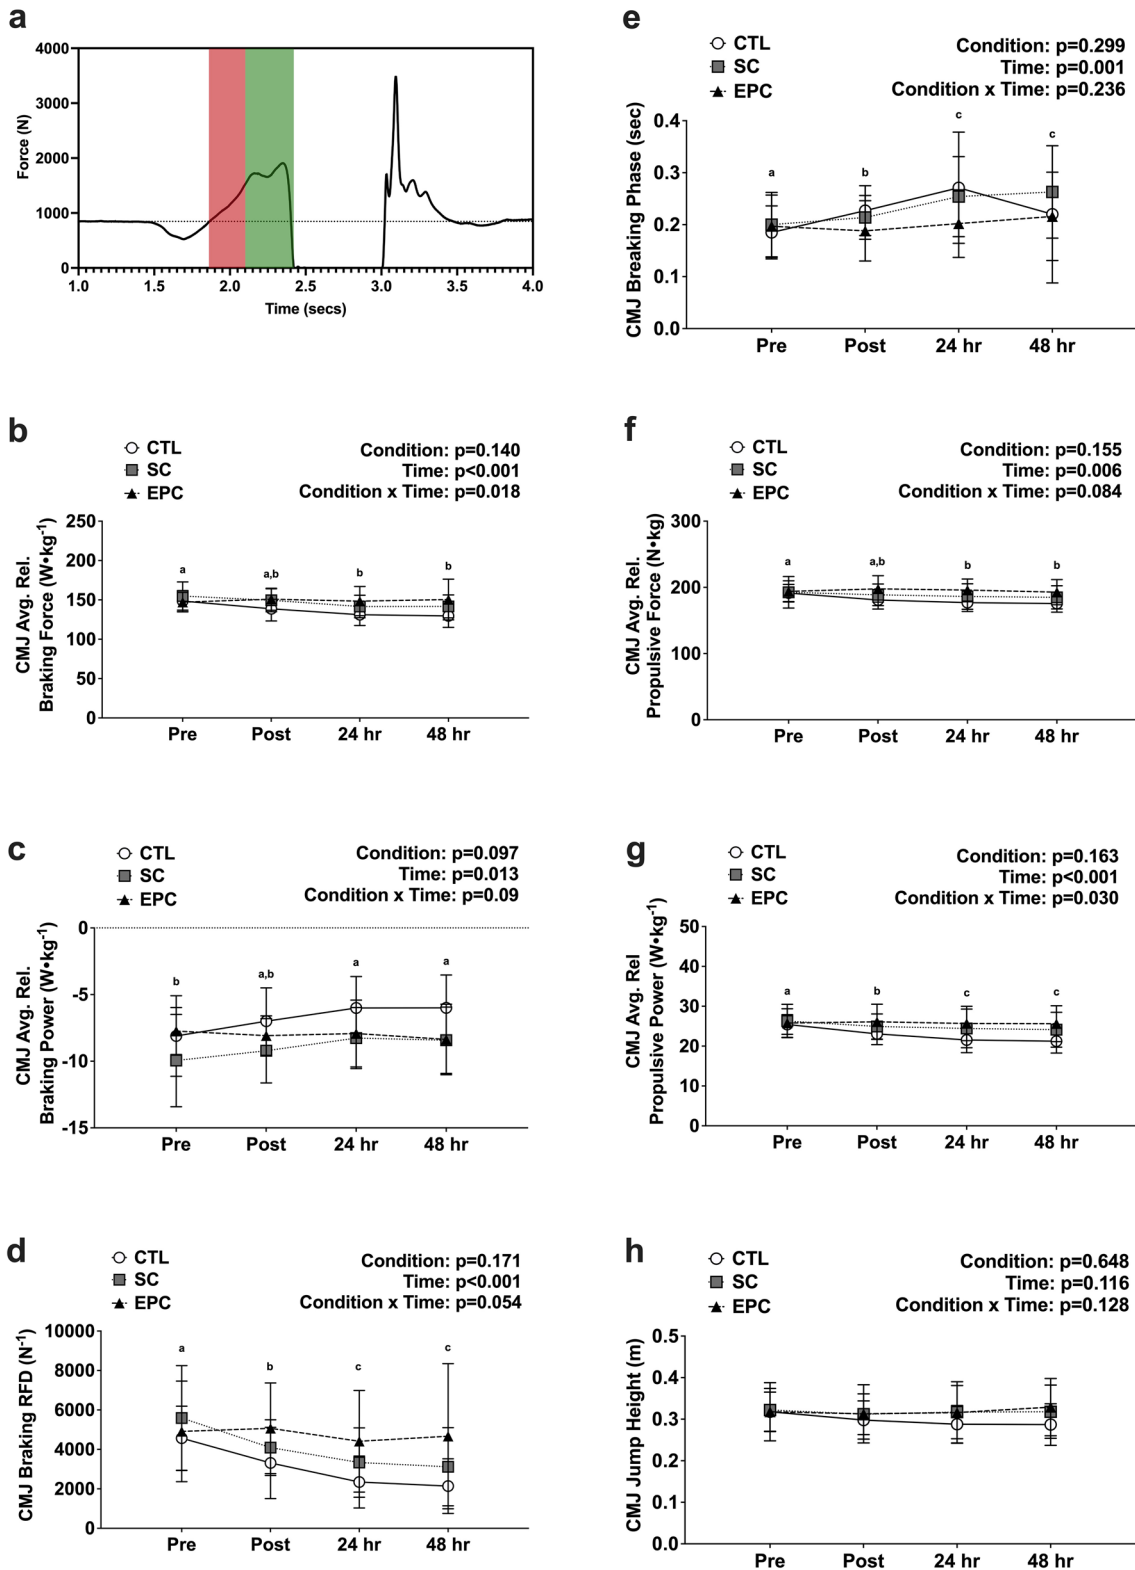 a
4000
3000
2000
1000
0
Force (N)
1.0 1.5 2.0 2.5 3.0 3.5 4.0
Time (secs)
b
CTL
SC
EPC
Condition: p=0.140
Time: p<0.001
Condition x Time: p=0.018
CMJ Avg. Rel.
Braking Force (W•kg⁻¹)
250
200
150
100
50
0
a a,b b b
Pre Post 24 hr 48 hr
c
CTL
SC
EPC
Condition: p=0.097
Time: p=0.013
Condition x Time: p=0.09
CMJ Avg. Rel.
Braking Power (W•kg⁻¹)
0
-5
-10
-15
b a,b a a
Pre Post 24 hr 48 hr
d
CTL
SC
EPC
Condition: p=0.171
Time: p<0.001
Condition x Time: p=0.054
CMJ Braking RFD (N⁻¹)
10000
8000
6000
4000
2000
0
a b c c
Pre Post 24 hr 48 hr
e
CTL
SC
EPC
Condition: p=0.299
Time: p=0.001
Condition x Time: p=0.236
CMJ Breaking Phase (sec)
0.4
0.3
0.2
0.1
0.0
a b c c
Pre Post 24 hr 48 hr
f
CTL
SC
EPC
Condition: p=0.155
Time: p=0.006
Condition x Time: p=0.084
CMJ Avg. Rel.
Propulsive Force (N•kg)
300
200
100
0
a a,b b b
Pre Post 24 hr 48 hr
g
CTL
SC
EPC
Condition: p=0.163
Time: p<0.001
Condition x Time: p=0.030
CMJ Avg. Rel
Propulsive Power (W•kg⁻¹)
50
40
30
20
10
0
a b c c
Pre Post 24 hr 48 hr
h
CTL
SC
EPC
Condition: p=0.648
Time: p=0.116
Condition x Time: p=0.128
CMJ Jump Height (m)
0.5
0.4
0.3
0.2
0.1
0.0
Pre Post 24 hr 48 hr